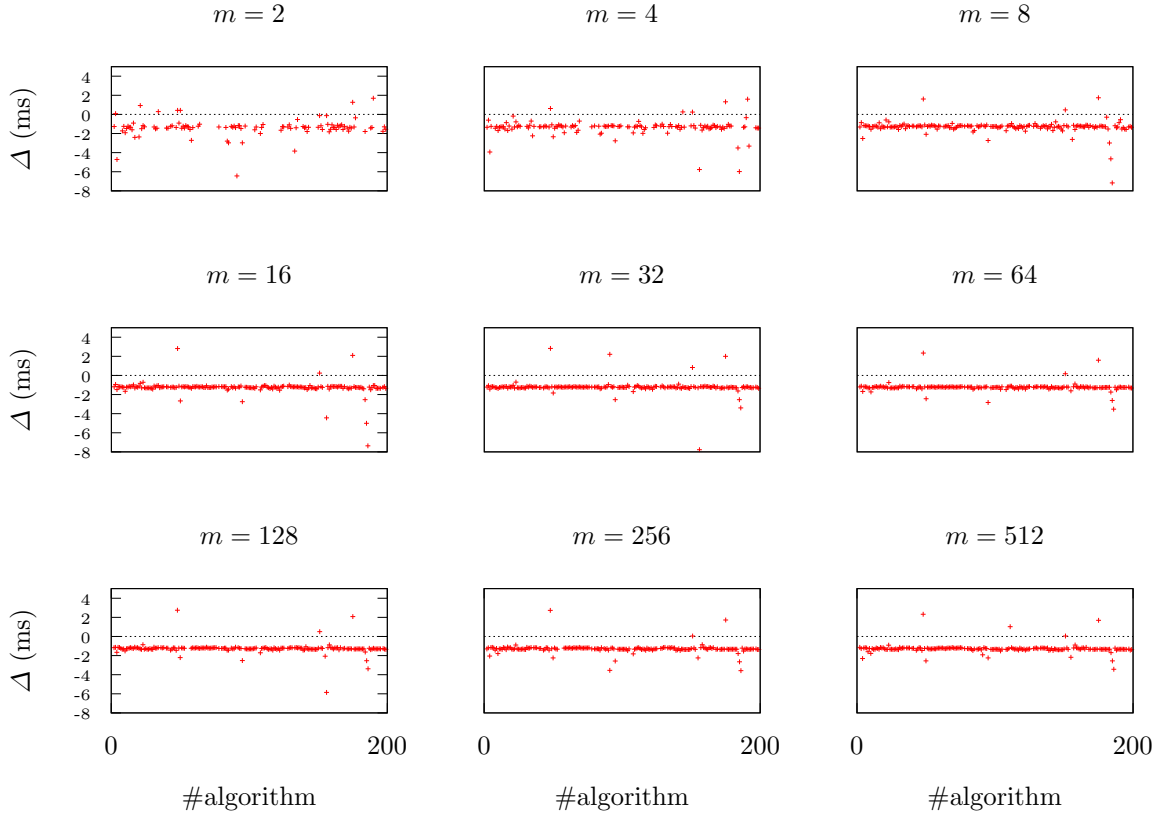 m = 2
m = 4
m = 8
Δ (ms)
4
2
0
-2
-4
-6
-8
m = 16
m = 32
m = 64
Δ (ms)
4
2
0
-2
-4
-6
-8
m = 128
m = 256
m = 512
Δ (ms)
4
2
0
-2
-4
-6
-8
0 200 0 200 0 200
#algorithm #algorithm #algorithm